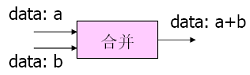 data: a
data: a+b
合并
data: b